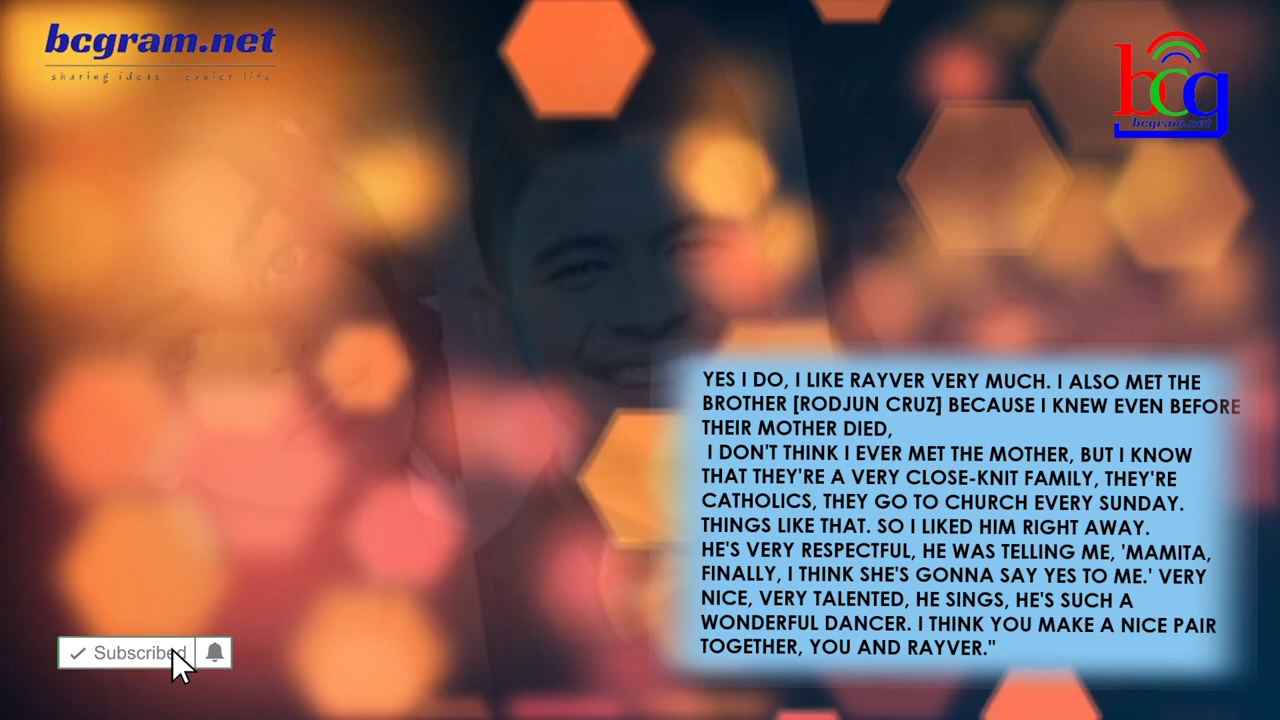 bcgram.net
sharing ideas - easier life
bcg
bcgram.net
YES I DO, I LIKE RAYVER VERY MUCH. I ALSO MET THE
BROTHER [RODJUN CRUZ] BECAUSE I KNEW EVEN BEFORE
THEIR MOTHER DIED,
I DON'T THINK I EVER MET THE MOTHER, BUT I KNOW
THAT THEY'RE A VERY CLOSE-KNIT FAMILY, THEY'RE
CATHOLICS, THEY GO TO CHURCH EVERY SUNDAY.
THINGS LIKE THAT. SO I LIKED HIM RIGHT AWAY.
HE'S VERY RESPECTFUL, HE WAS TELLING ME, 'MAMITA,
FINALLY, I THINK SHE'S GONNA SAY YES TO ME.' VERY
NICE, VERY TALENTED, HE SINGS, HE'S SUCH A
WONDERFUL DANCER. I THINK YOU MAKE A NICE PAIR
TOGETHER, YOU AND RAYVER."
Subscribed